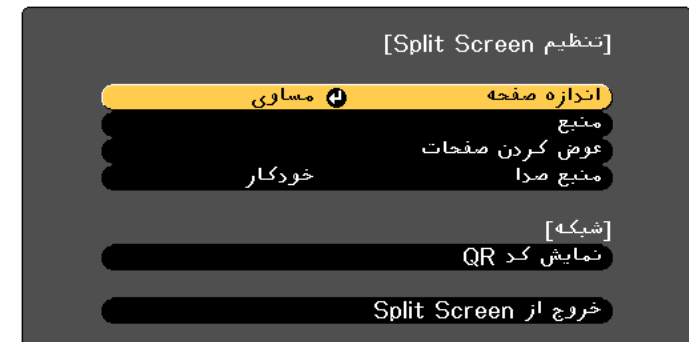 [تنظیم Split Screen]
اندازه صفحه مساوی
منبع
عوض کردن صفحات
منبع صدا خودکار
[شبکه]
نمایش کد QR
خروج از Split Screen